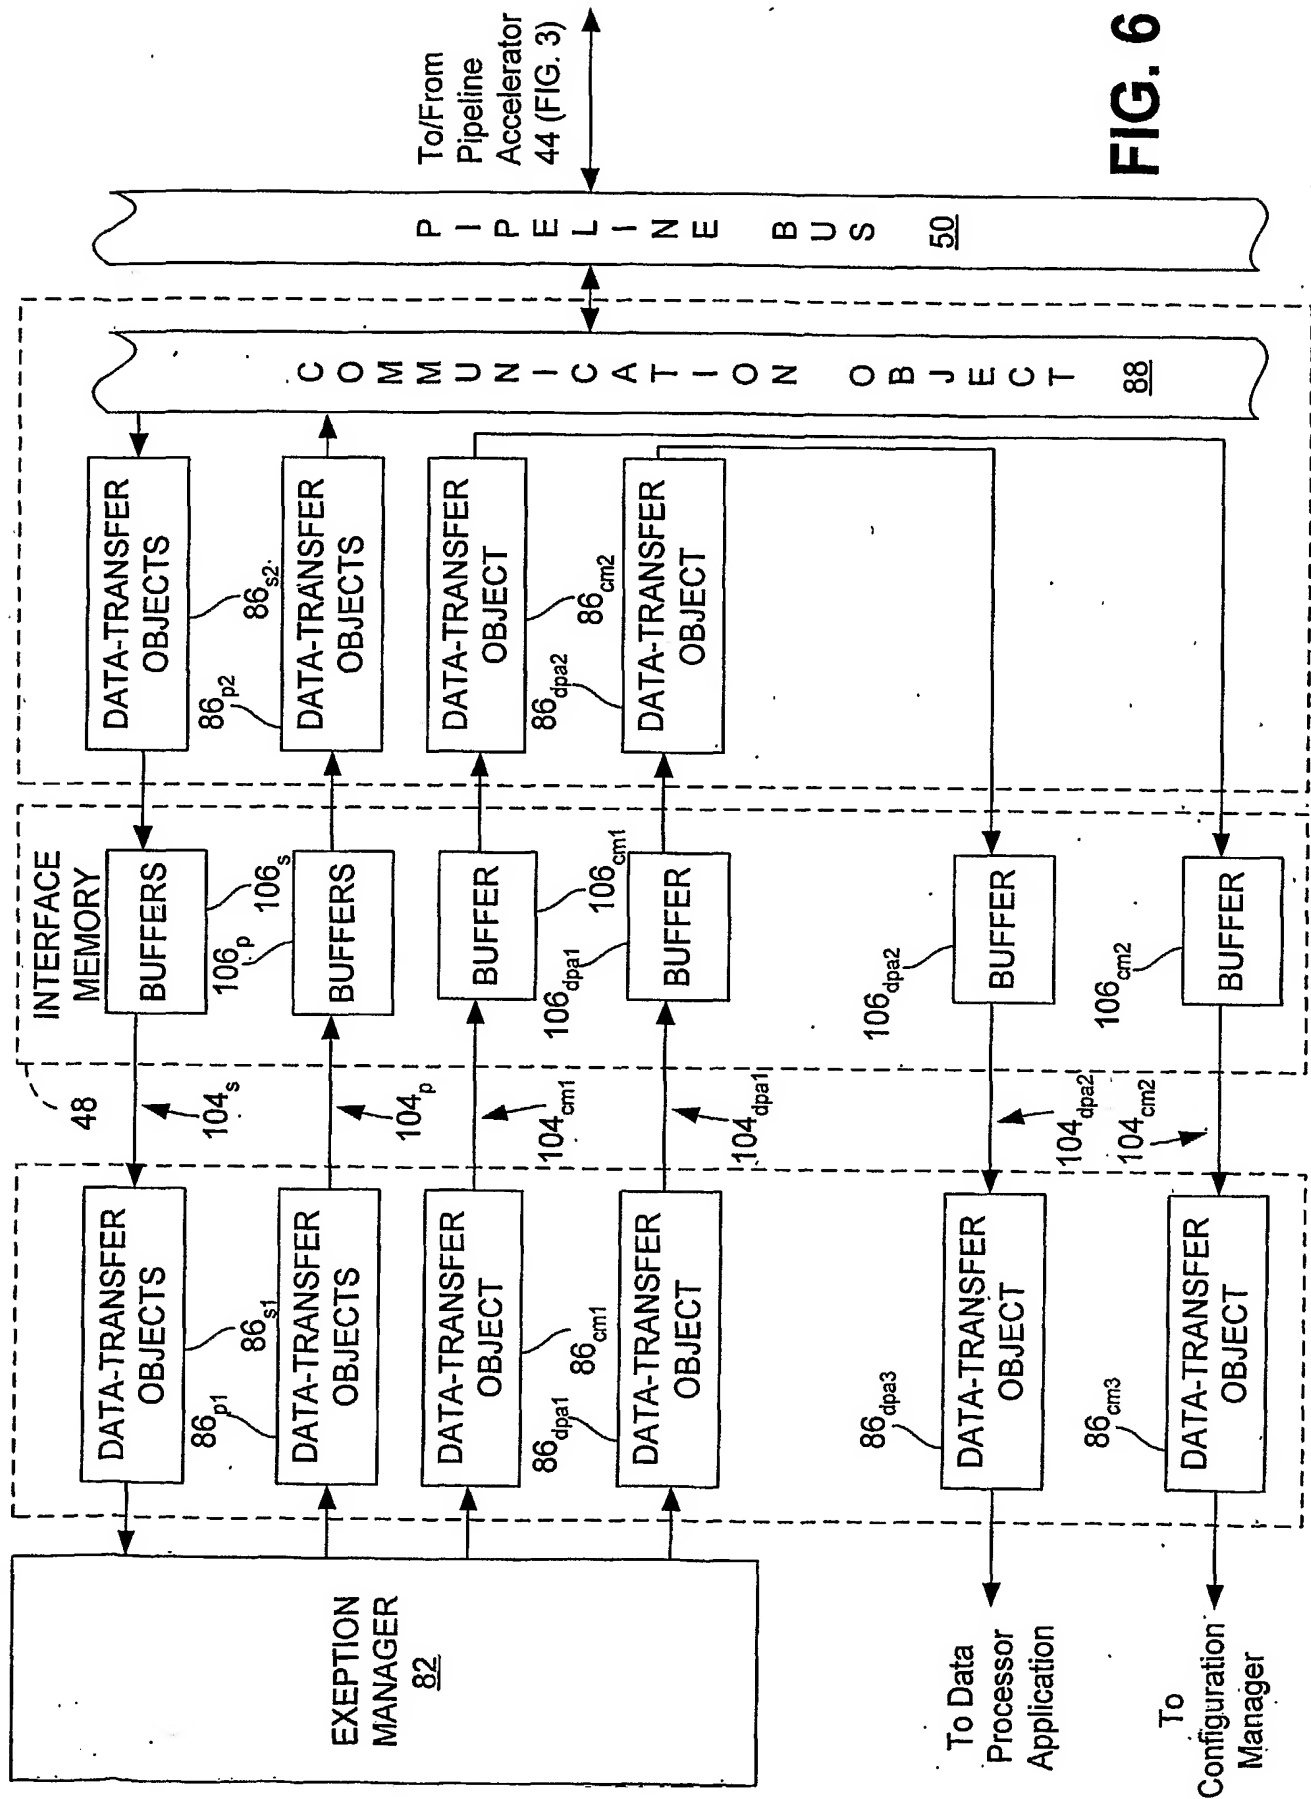 EXEPTION
MANAGER
82
DATA-TRANSFER
OBJECTS
86s1
86p1
DATA-TRANSFER
OBJECTS
DATA-TRANSFER
OBJECT
86cm1
86dpa1
DATA-TRANSFER
OBJECT
86dpa3
DATA-TRANSFER
OBJECT
86cm3
DATA-TRANSFER
OBJECT
To Data
Processor
Application
To
Configuration
Manager
48
104s
104p
104cm1
104dpa1
104dpa2
104cm2
INTERFACE
MEMORY
BUFFERS
106s
106p
BUFFERS
BUFFER
106cm1
106dpa1
BUFFER
106dpa2
BUFFER
106cm2
BUFFER
DATA-TRANSFER
OBJECTS
86s2
86p2
DATA-TRANSFER
OBJECTS
DATA-TRANSFER
OBJECT
86cm2
86dpa2
DATA-TRANSFER
OBJECT
COMMUNICATION OBJECT
88
PIPELINE BUS
50
To/From
Pipeline
Accelerator
44 (FIG. 3)
FIG. 6